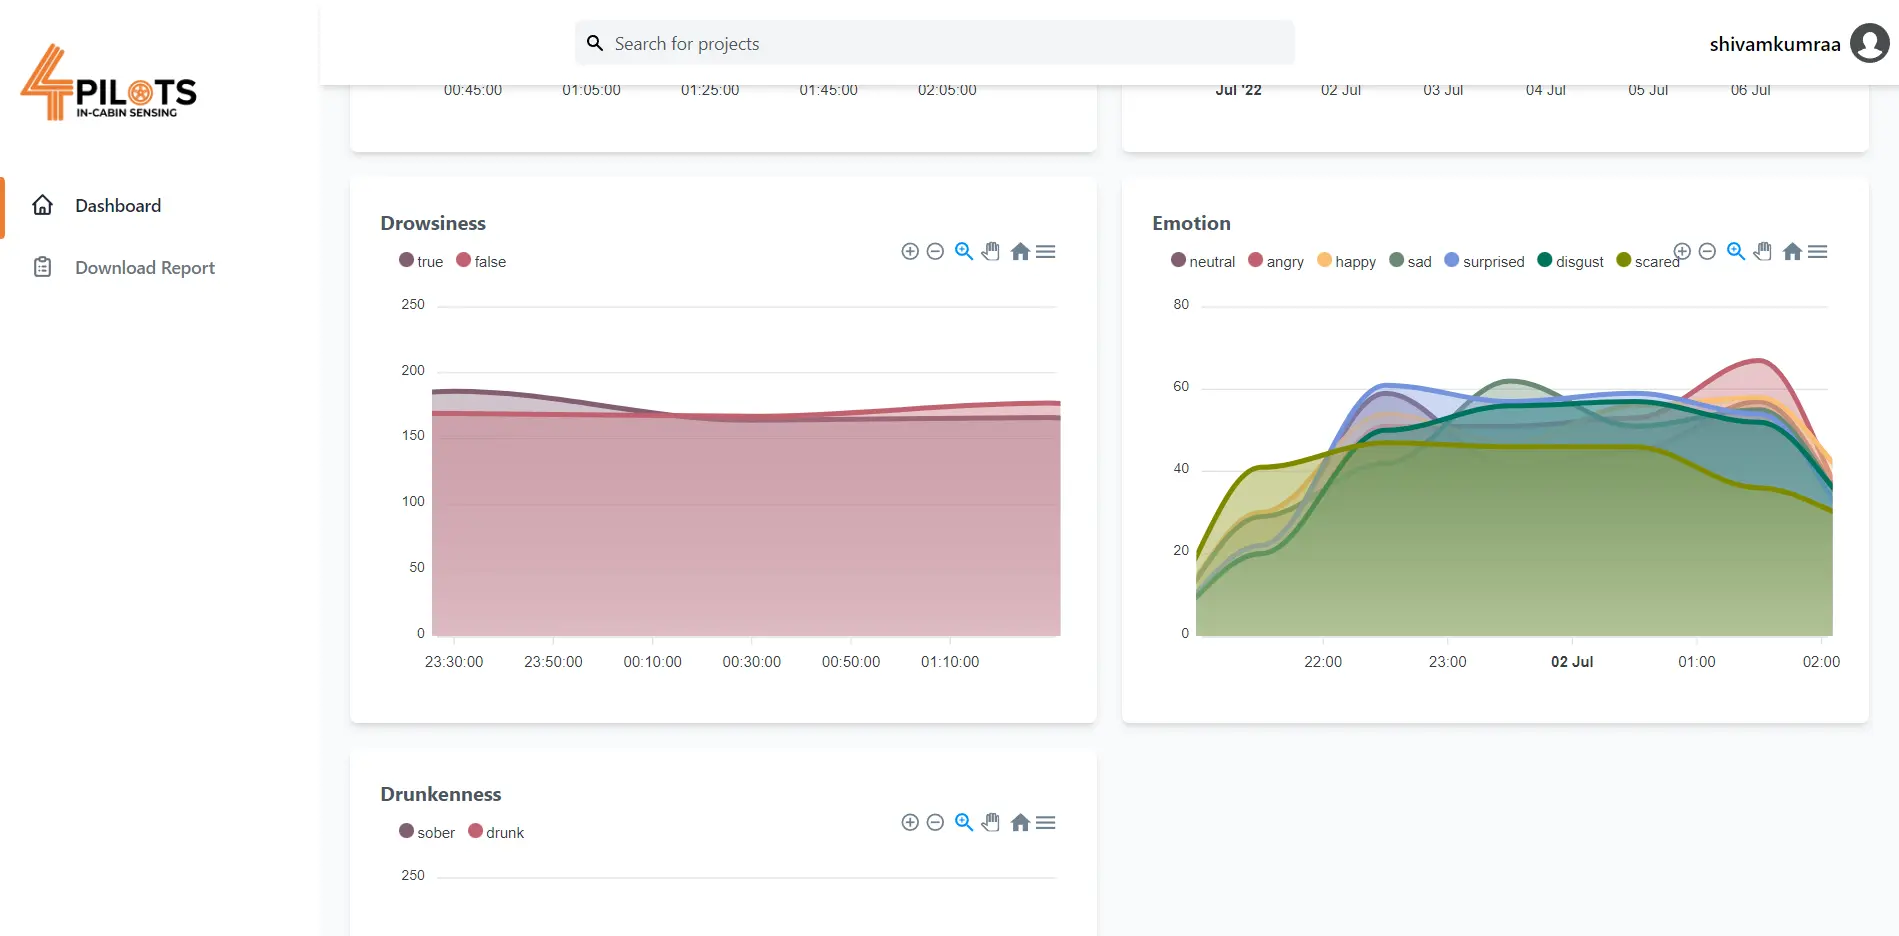 4PILOTS
IN-CABIN SENSING
Dashboard
Download Report
Search for projects
shivamkumraa
00:45:00 01:05:00 01:25:00 01:45:00 02:05:00
Jul '22 02 Jul 03 Jul 04 Jul 05 Jul 06 Jul
Drowsiness
true false
250
200
150
100
50
0
23:30:00 23:50:00 00:10:00 00:30:00 00:50:00 01:10:00
Emotion
neutral angry happy sad surprised disgust scared
80
60
40
20
0
22:00 23:00 02 Jul 01:00 02:00
Drunkenness
sober drunk
250